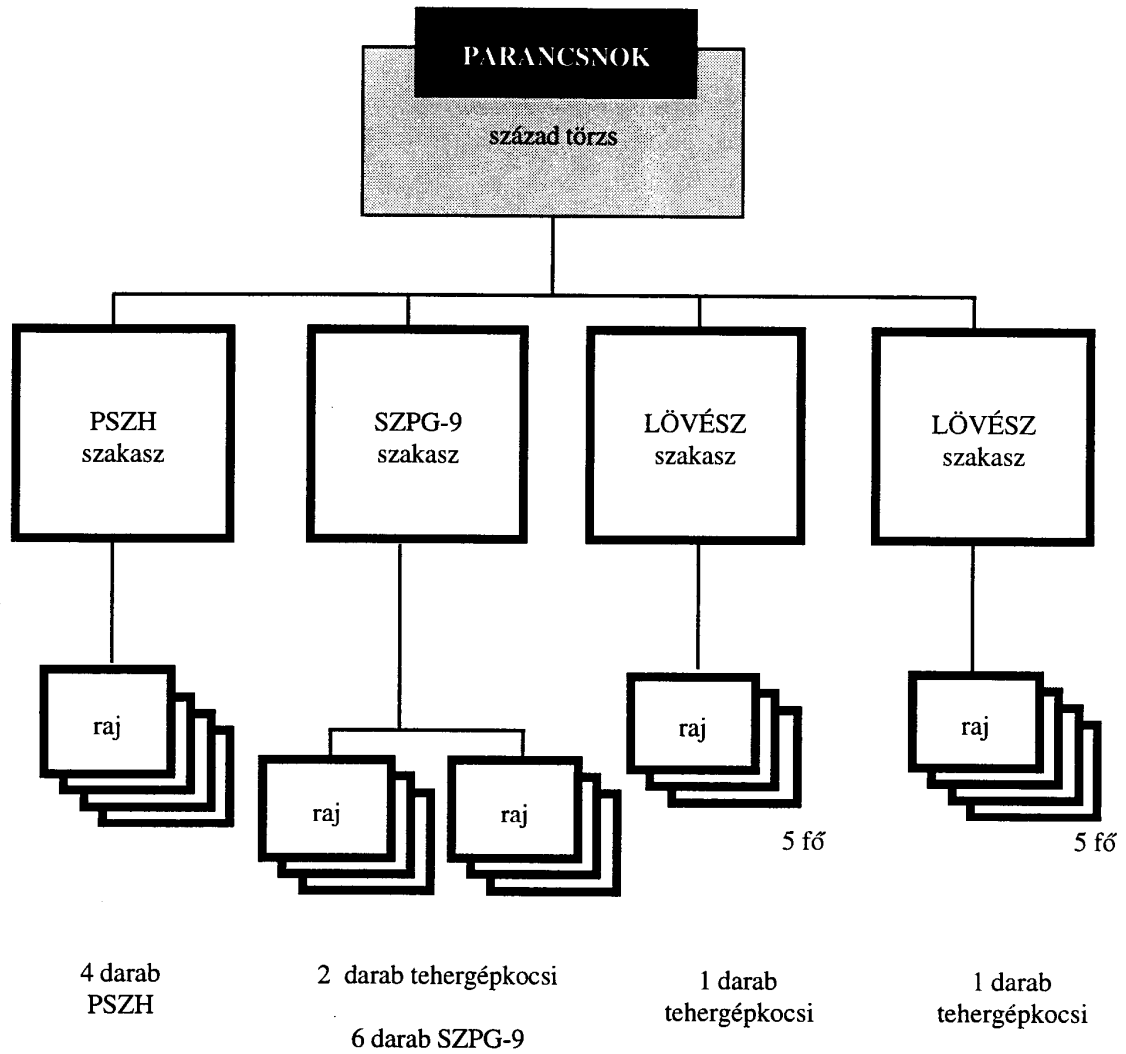 PARANCSNOK
század törzs
PSZH
szakasz
SZPG-9
szakasz
LÖVÉSZ
szakasz
LÖVÉSZ
szakasz
raj
raj
raj
raj
5 fő
raj
5 fő
4 darab
PSZH
2 darab tehergépkocsi
6 darab SZPG-9
1 darab
tehergépkocsi
1 darab
tehergépkocsi